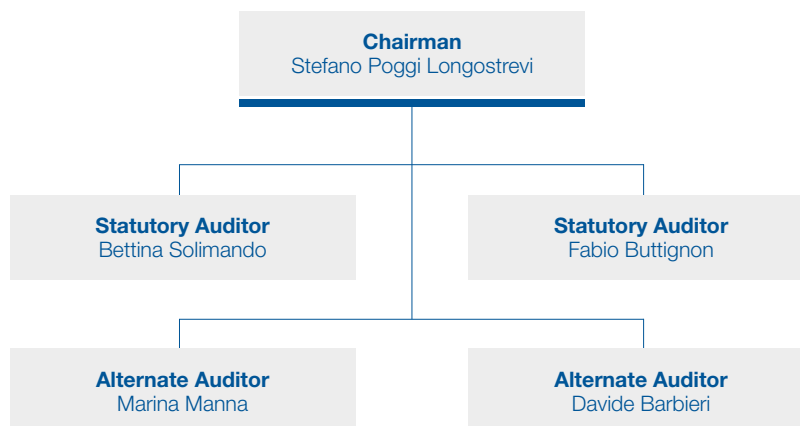 Chairman
Stefano Poggi Longostrevi
Statutory Auditor
Bettina Solimando
Statutory Auditor
Fabio Buttignon
Alternate Auditor
Marina Manna
Alternate Auditor
Davide Barbieri